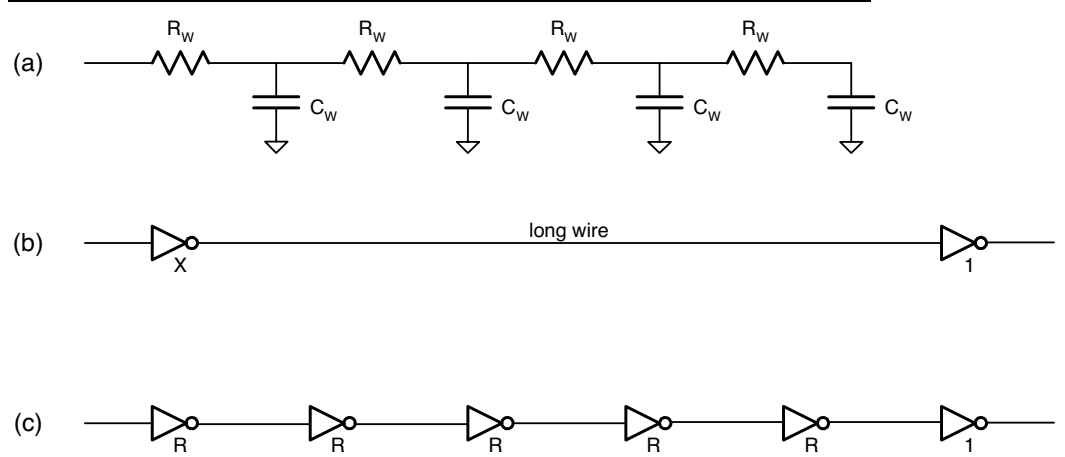 R_W R_W R_W R_W
(a)
C_W C_W C_W C_W
(b)
long wire
X 1
(c)
R R R R R 1